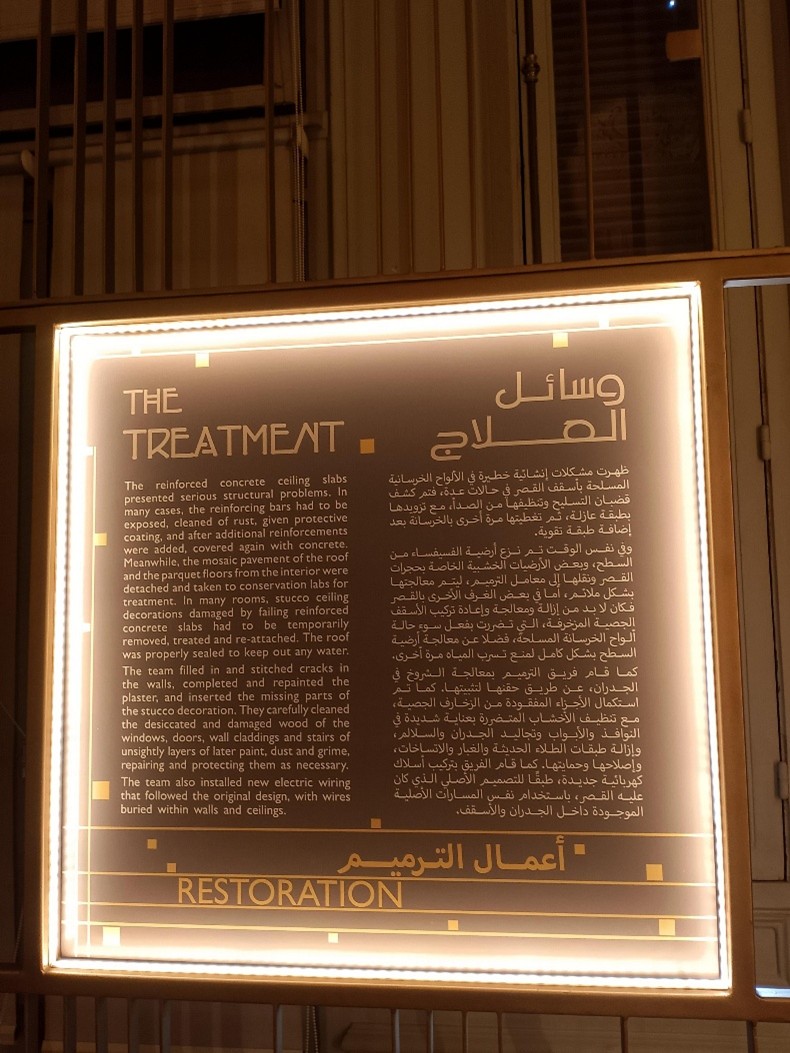 THE
TREATMENT
The reinforced concrete ceiling slabs
presented serious structural problems. In
many cases, the reinforcing bars had to be
exposed, cleaned of rust, given protective
coating, and after additional reinforcements
were added, covered again with concrete.
Meanwhile, the mosaic pavement of the roof
and the parquet floors from the interior were
detached and taken to conservation labs for
treatment. In many rooms, stucco ceiling
decorations damaged by failing reinforced
concrete slabs had to be temporarily
removed, treated and re-attached. The roof
was properly sealed to keep out any water.
The team filled in and stitched cracks in
the walls, completed and repainted the
plaster, and inserted the missing parts of
the stucco decoration. They carefully cleaned
the desiccated and damaged wood of the
windows, doors, wall claddings and stairs of
unsightly layers of later paint, dust and grime,
repairing and protecting them as necessary.
The team also installed new electric wiring
that followed the original design, with wires
buried within walls and ceilings.
وسائل
العلاج
ظهرت مشكلات إنشائية خطيرة في الألواح الخرسانية
المسلحة بأسقف القصر في حالات عدة، فتم كشف
قضبان التسليح وتنظيفها من الصدأ، مع تزويدها
بطبقة عازلة، ثم تغطيتها مرة أخرى بالخرسانة بعد
إضافة طبقة تقوية.
وفي نفس الوقت تم نزع أرضية الفسيفساء من
السطح، وبعض الأرضيات الخشبية الخاصة بحجرات
القصر ونقلها إلى معامل الترميم، ليتم معالجتها
بشكل ملائم، أما في بعض الغرف الأخرى بالقصر
فكان لا بد من إزالة ومعالجة وإعادة تركيب الأسقف
الجصية المزخرفة، التي تضررت بفعل سوء حالة
ألواح الخرسانة المسلحة، فضلا عن معالجة أرضية
السطح بشكل كامل لمنع تسرب المياه مرة أخرى.
كما قام فريق الترميم بمعالجة الشروخ في
الجدران، عن طريق حقنها لتثبيتها. كما تم
استكمال الأجزاء المفقودة من الزخارف الجصية،
مع تنظيف الأخشاب المتضررة بعناية شديدة في
النوافذ والأبواب وتجاليد الجدران والسلالم،
وإزالة طبقات الطلاء الحديثة والغبار والاتساخات،
وإصلاحها وحمايتها. كما قام الفريق بتركيب أسلاك
كهربائية جديدة، طبقًا للتصميم الأصلي الذي كان
عليه القصر، باستخدام نفس المسارات الأصلية
الموجودة داخل الجدران والأسقف.
أعمال الترميم
RESTORATION